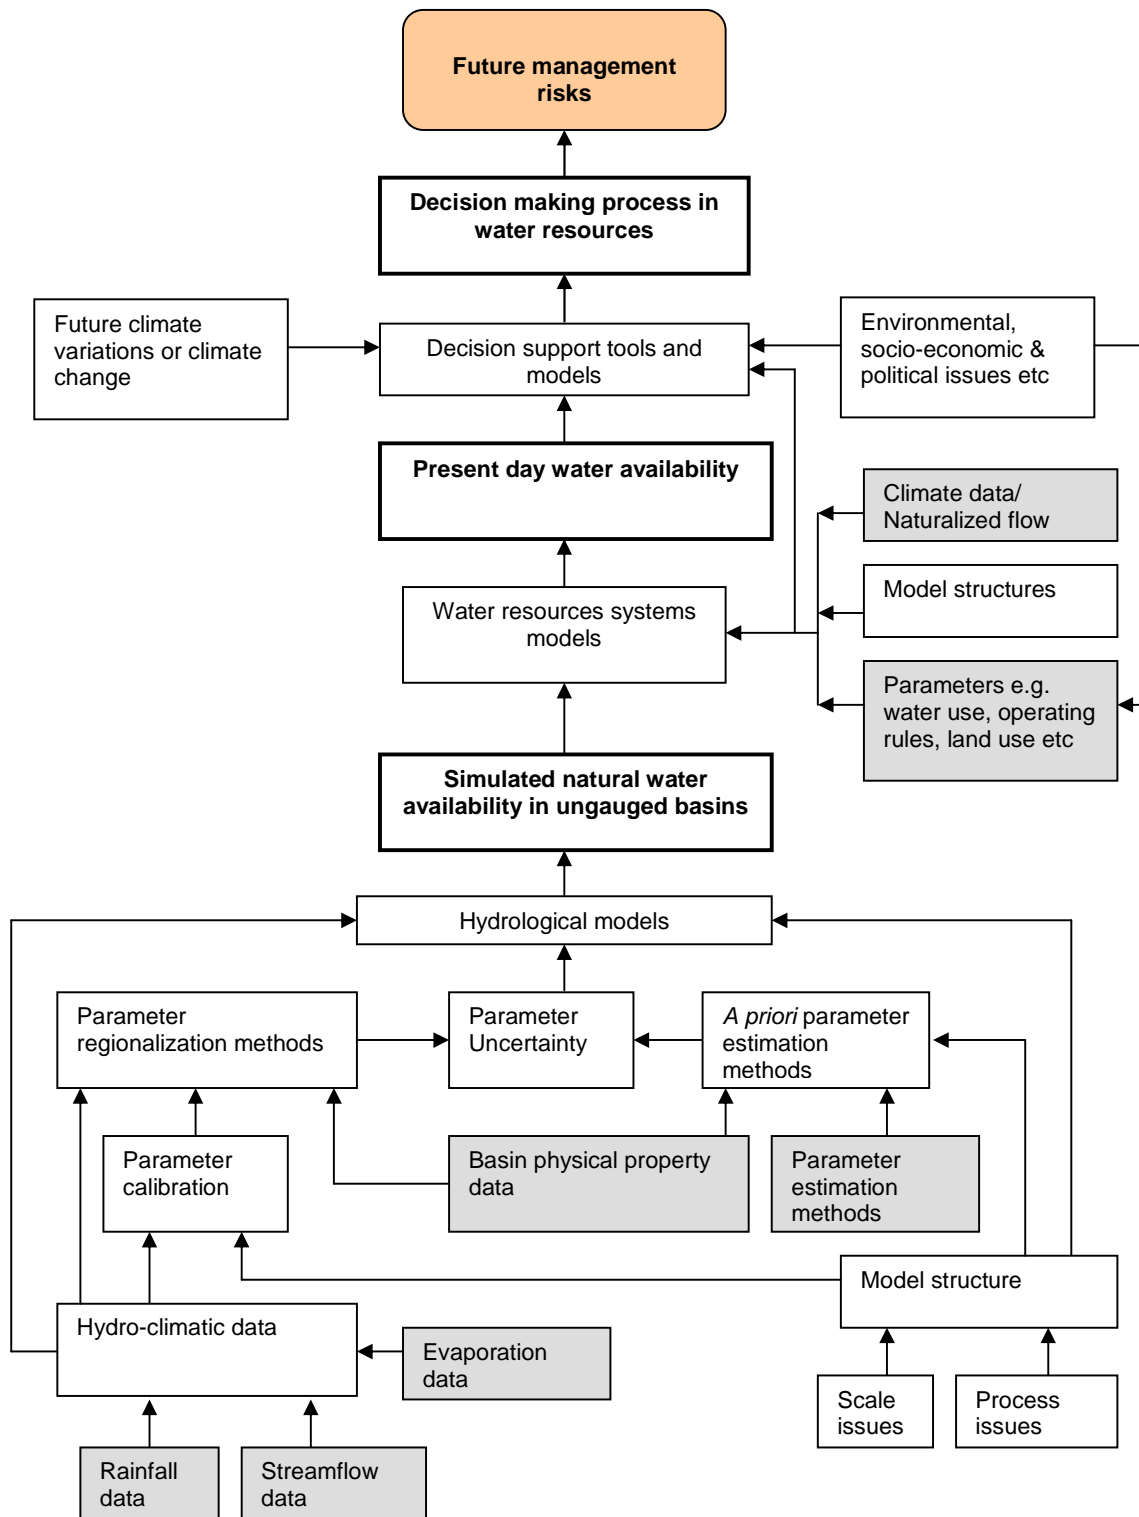 Future management
risks
Decision making process in
water resources
Future climate
variations or climate
change
Decision support tools and
models
Environmental,
socio-economic &
political issues etc
Present day water availability
Climate data/
Naturalized flow
Water resources systems
models
Model structures
Parameters e.g.
water use, operating
rules, land use etc
Simulated natural water
availability in ungauged basins
Hydrological models
Parameter
regionalization methods
Parameter
Uncertainty
A priori parameter
estimation
methods
Parameter
calibration
Basin physical property
data
Parameter
estimation
methods
Model structure
Hydro-climatic data
Evaporation
data
Scale
issues
Process
issues
Rainfall
data
Streamflow
data